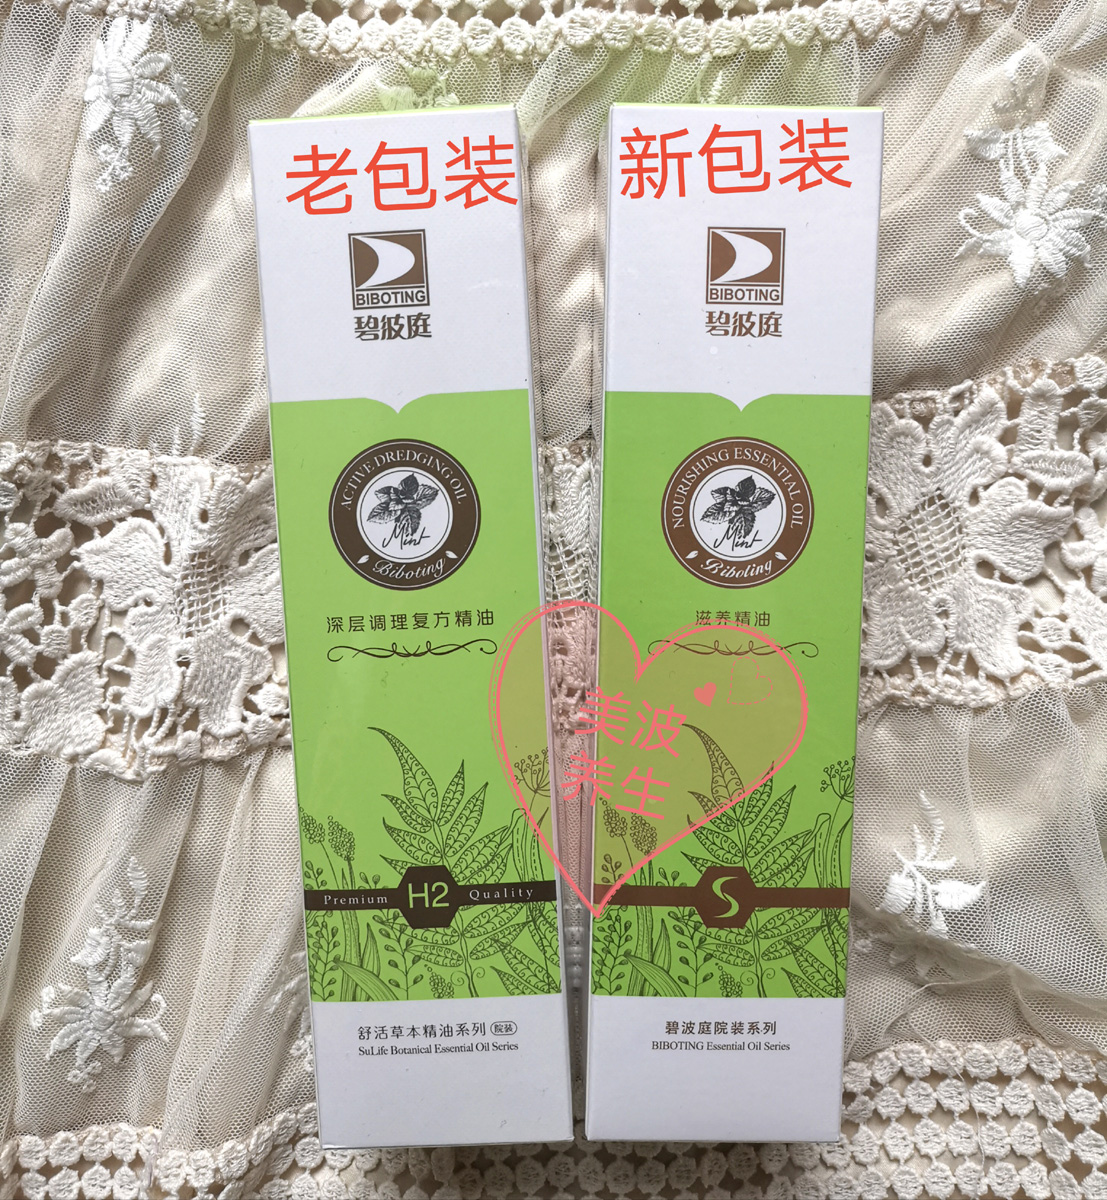 老包装
BIBOTING
碧波庭
ACTIVE DREDGING OIL
Mint
Biboting
深层调理复方精油
Premium H2 Quality
舒活草本精油系列 院装
SuLife Botanical Essential Oil Series
新包装
BIBOTING
碧波庭
NOURISHING ESSENTIAL OIL
Mint
Biboting
滋养精油
S
碧波庭院装系列
BIBOTING Essential Oil Series
美波
养生